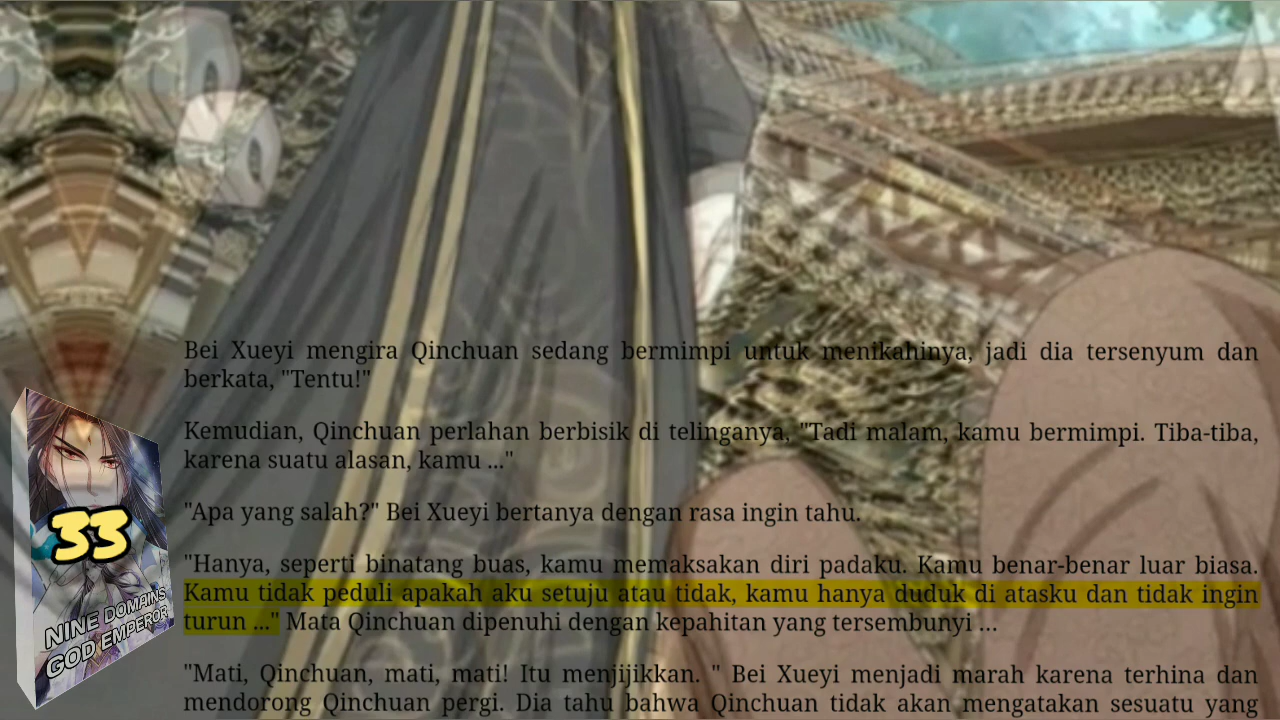 Bei Xueyi mengira Qinchuan sedang bermimpi untuk menikahinya, jadi dia tersenyum dan
berkata, "Tentu!"
Kemudian, Qinchuan perlahan berbisik di telinganya, "Tadi malam, kamu bermimpi. Tiba-tiba,
karena suatu alasan, kamu ..."
"Apa yang salah?" Bei Xueyi bertanya dengan rasa ingin tahu.
"Hanya, seperti binatang buas, kamu memaksakan diri padaku. Kamu benar-benar luar biasa.
Kamu tidak peduli apakah aku setuju atau tidak, kamu hanya duduk di atasku dan tidak ingin
turun ..." Mata Qinchuan dipenuhi dengan kepahitan yang tersembunyi ...
"Mati, Qinchuan, mati, mati! Itu menjijikkan. " Bei Xueyi menjadi marah karena terhina dan
mendorong Qinchuan pergi. Dia tahu bahwa Qinchuan tidak akan mengatakan sesuatu yang
33
NINE DOMAINS
GOD EMPEROR